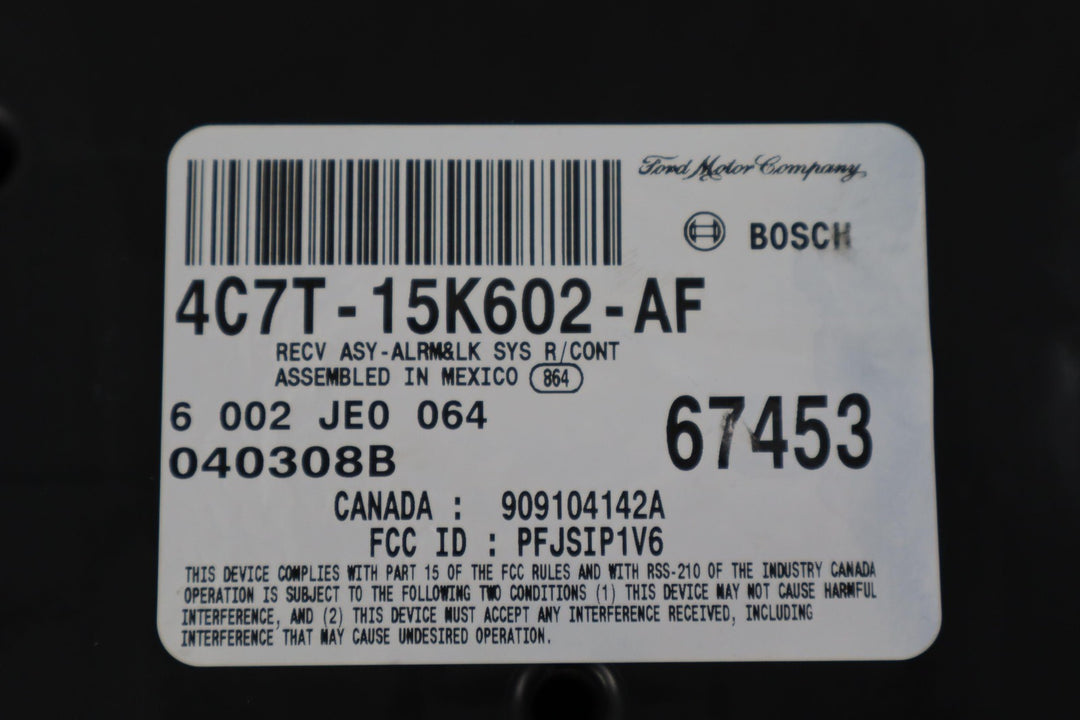 Ford Motor Company
BOSCH
4C7T-15K602-AF
RECV ASY-ALRM&LK SYS R/CONT
ASSEMBLED IN MEXICO 864
6 002 JE0 064
67453
040308B
CANADA : 909104142A
FCC ID : PFJSIP1V6
THIS DEVICE COMPLIES WITH PART 15 OF THE FCC RULES AND WITH RSS-210 OF THE INDUSTRY CANADA
OPERATION IS SUBJECT TO THE FOLLOWING TWO CONDITIONS (1) THIS DEVICE MAY NOT CAUSE HARMFUL
INTERFERENCE, AND (2) THIS DEVICE MUST ACCEPT ANY INTERFERENCE RECEIVED, INCLUDING
INTERFERENCE THAT MAY CAUSE UNDESIRED OPERATION.